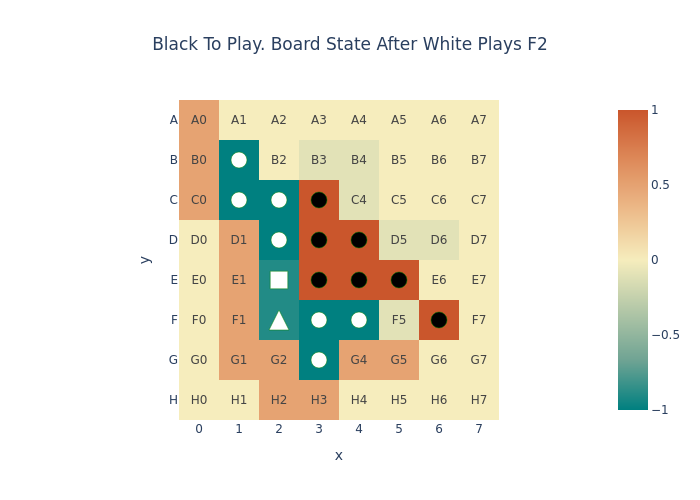 Black To Play. Board State After White Plays F2
A A0 A1 A2 A3 A4 A5 A6 A7
B B0 B2 B3 B4 B5 B6 B7
C C0 C4 C5 C6 C7
D D0 D1 D5 D6 D7
E E0 E1 E6 E7
F F0 F1 F5 F7
G G0 G1 G2 G4 G5 G6 G7
H H0 H1 H2 H3 H4 H5 H6 H7
0 1 2 3 4 5 6 7
x
y
1
0.5
0
−0.5
−1